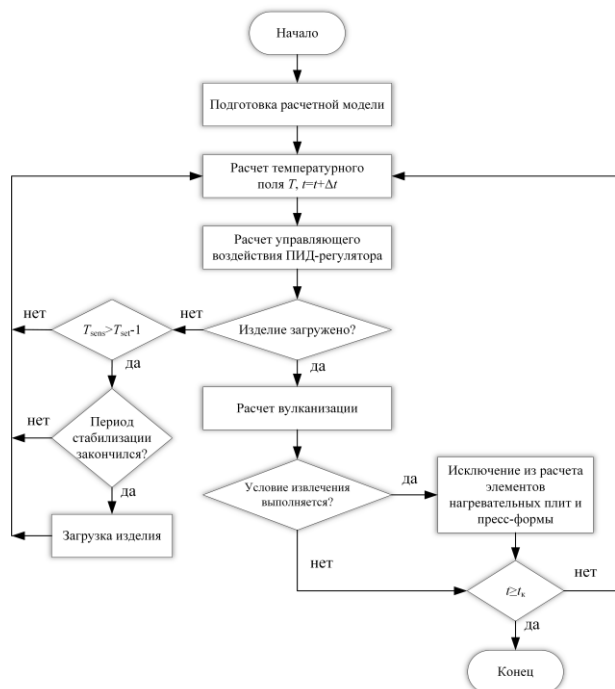 Начало
Подготовка расчетной модели
Расчет температурного
поля T, t=t+Δt
Расчет управляющего
воздействия ПИД-регулятора
нет
нет
Tsens>Tset-1
Изделие загружено?
да
да
нет
Период
стабилизации
закончился?
Расчет вулканизации
да
Загрузка изделия
Условие извлечения
выполняется?
да
Исключение из расчета
элементов
нагревательных плит и
пресс-формы
нет
t≥tк
нет
да
Конец